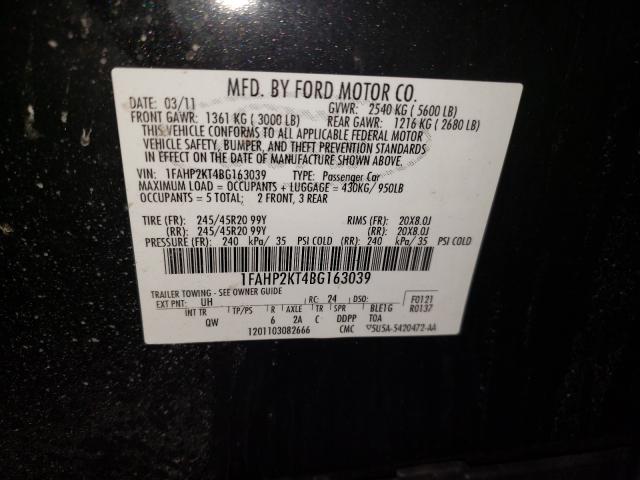 MFD. BY FORD MOTOR CO.
DATE: 03/11 GVWR: 2540 KG (5600 LB)
FRONT GAWR: 1361 KG (3000 LB) REAR GAWR: 1216 KG (2680 LB)
THIS VEHICLE CONFORMS TO ALL APPLICABLE FEDERAL MOTOR
VEHICLE SAFETY, BUMPER, AND THEFT PREVENTION STANDARDS
IN EFFECT ON THE DATE OF MANUFACTURE SHOWN ABOVE.
VIN: 1FAHP2KT4BG163039 TYPE: Passenger Car
MAXIMUM LOAD = OCCUPANTS + LUGGAGE = 430KG/ 950LB
OCCUPANTS = 5 TOTAL; 2 FRONT, 3 REAR
TIRE (FR): 245/45R20 99Y RIMS (FR): 20X8.0J
(RR): 245/45R20 99Y (RR): 20X8.0J
PRESSURE (FR): 240 kPa/ 35 PSI COLD (RR): 240 kPa/ 35 PSI COLD
1FAHP2KT4BG163039
TRAILER TOWING - SEE OWNER GUIDE
EXT PNT: UH RC: 24 DSO: F0121
INT TR TP/PS R AXLE TR SPR BLE1G R0137
QW 6 2A C DDPP TOA
1201103082666 CMC 5U5A-5420472-AA